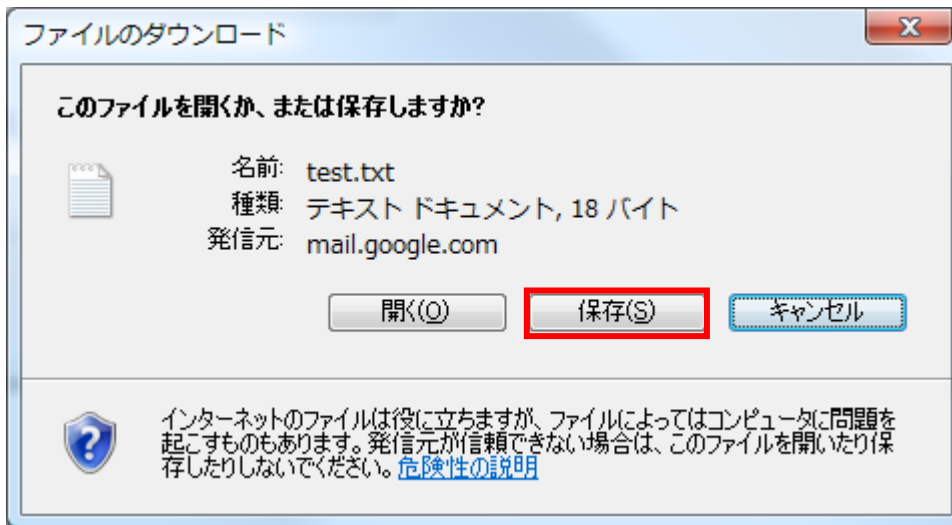 ファイルのダウンロード
このファイルを開くか、または保存しますか?
名前: test.txt
種類: テキスト ドキュメント, 18 バイト
発信元: mail.google.com
開く(O) 保存(S) キャンセル
インターネットのファイルは役に立ちますが、ファイルによってはコンピュータに問題を
起こすものもあります。発信元が信頼できない場合は、このファイルを開いたり保
存したりしないでください。危険性の説明